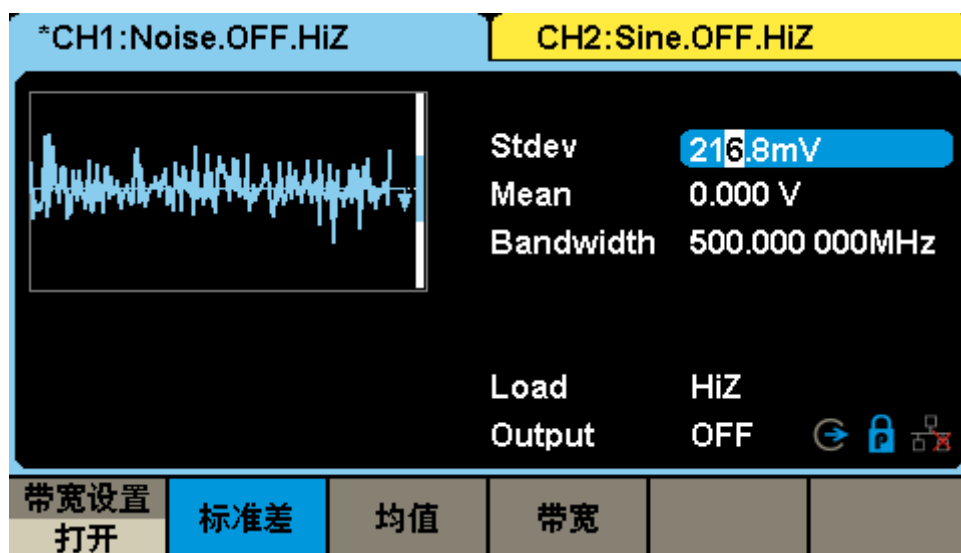 *CH1:Noise.OFF.HiZ
CH2:Sine.OFF.HiZ
Stdev 216.8mV
Mean 0.000 V
Bandwidth 500.000 000MHz
Load HiZ
Output OFF
带宽设置
打开
标准差
均值
带宽